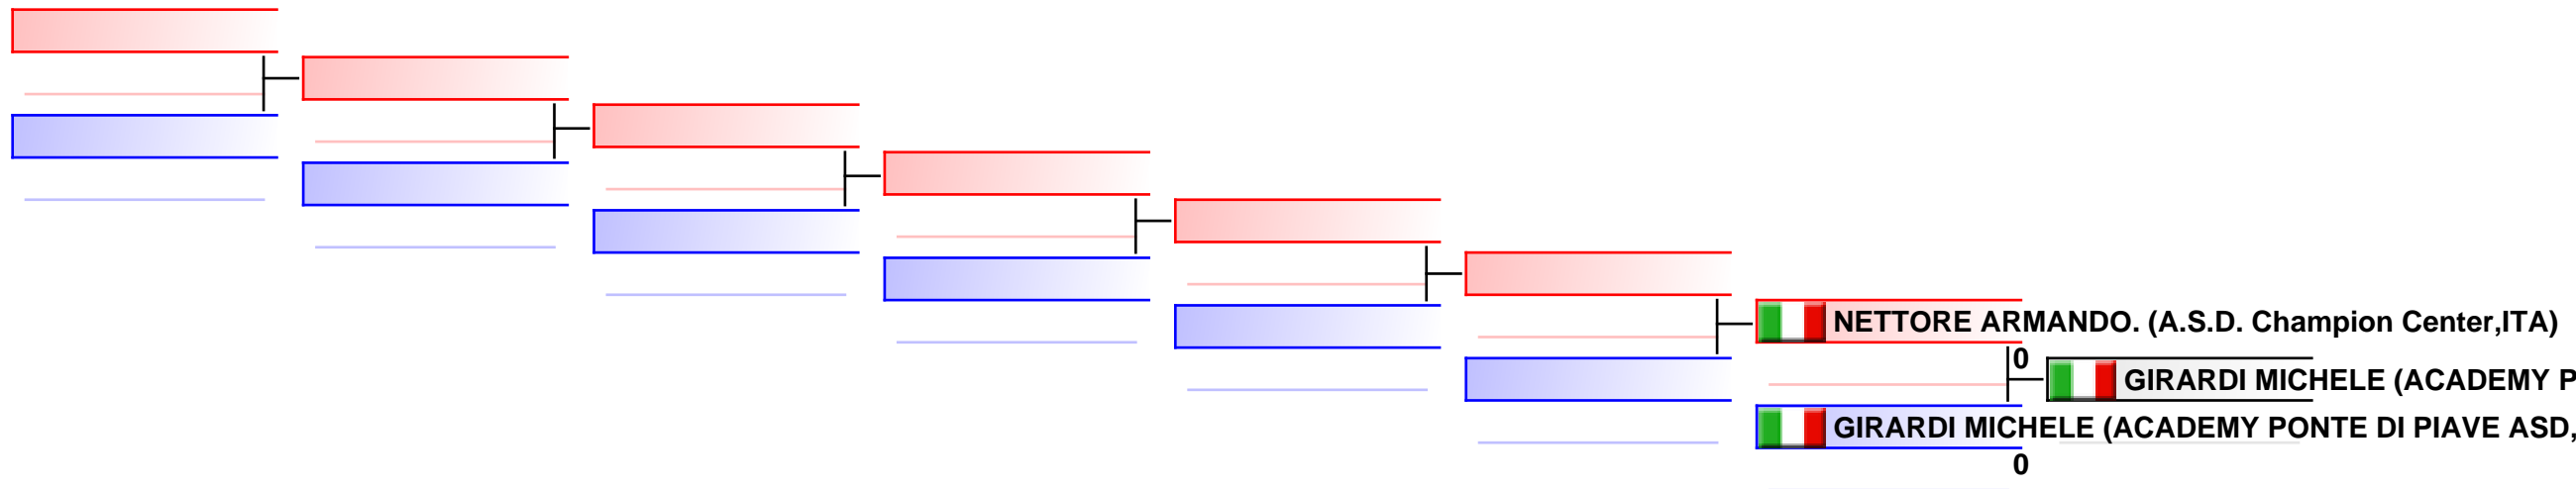 NETTORE ARMANDO. (A.S.D. Champion Center,ITA)
0
GIRARDI MICHELE (ACADEMY P
GIRARDI MICHELE (ACADEMY PONTE DI PIAVE ASD,
0